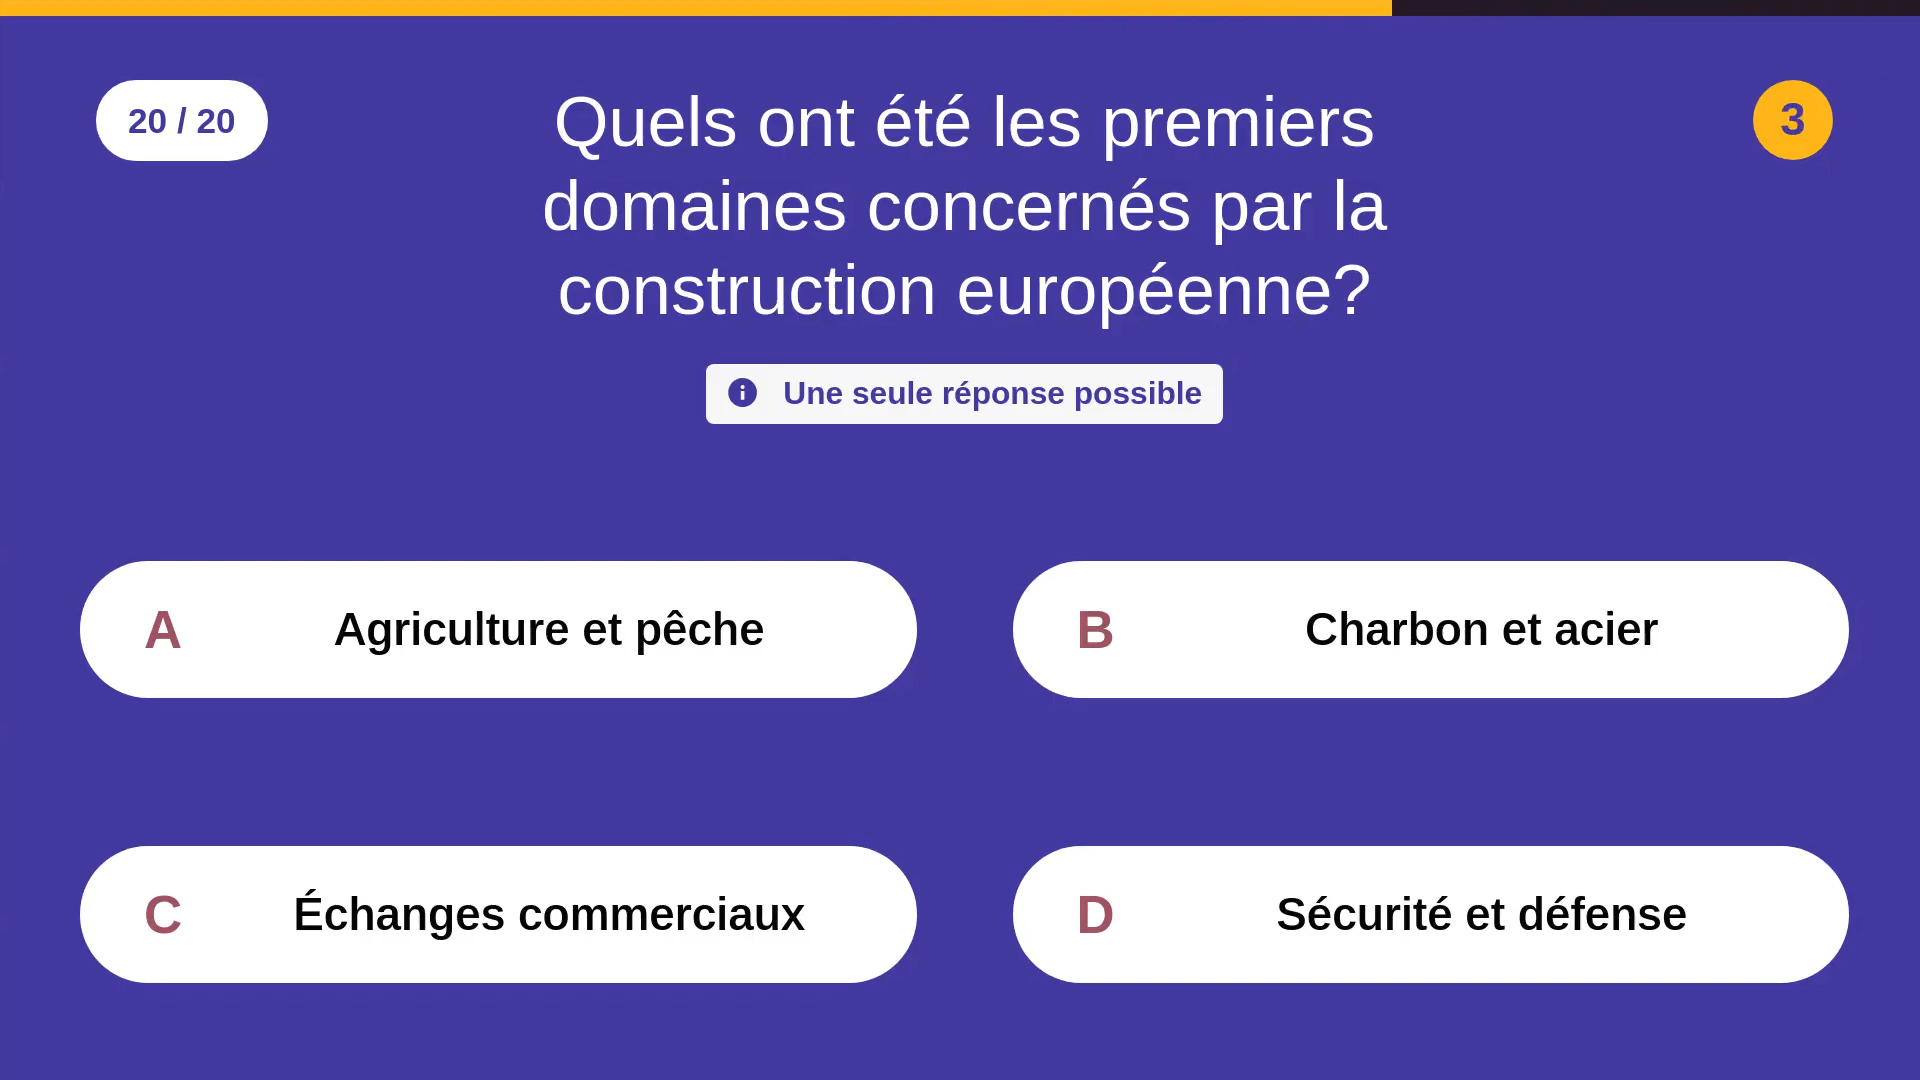 20 / 20
Quels ont été les premiers
domaines concernés par la
construction européenne?
3
Une seule réponse possible
A Agriculture et pêche
B Charbon et acier
C Échanges commerciaux
D Sécurité et défense